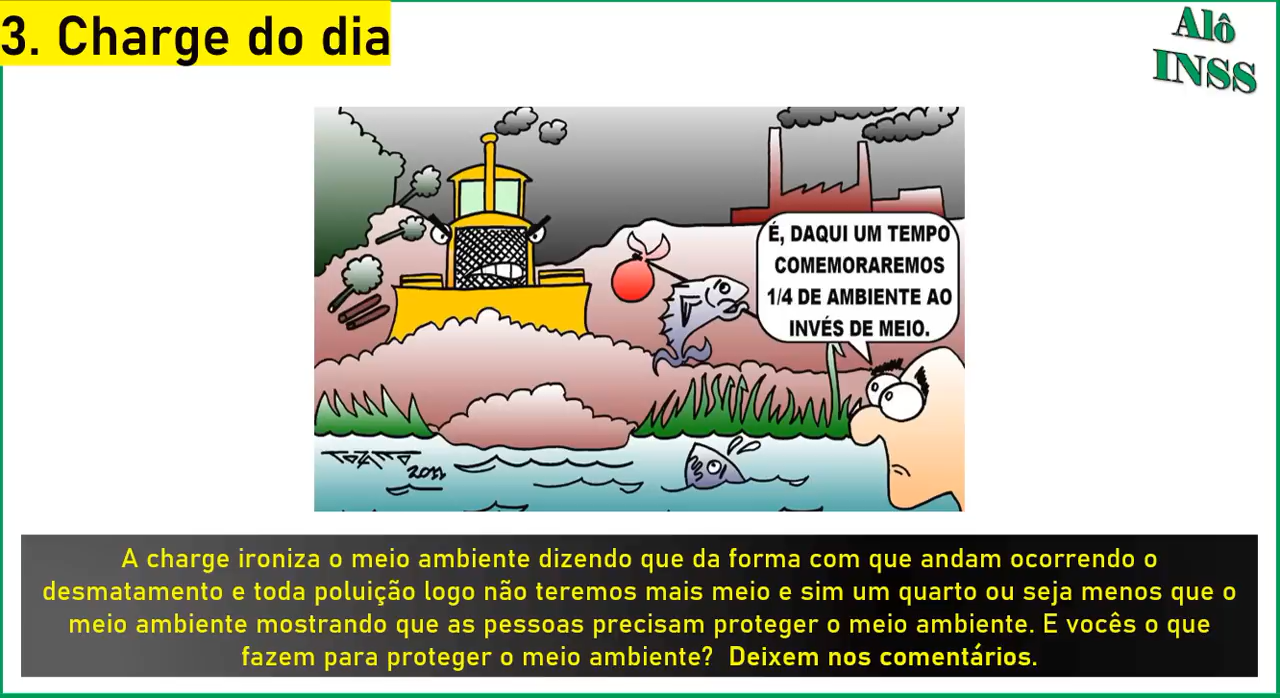 3. Charge do dia
Alô
INSS
É, DAQUI UM TEMPO
COMEMORAREMOS
1/4 DE AMBIENTE AO
INVÉS DE MEIO.
A charge ironiza o meio ambiente dizendo que da forma com que andam ocorrendo o
desmatamento e toda poluição logo não teremos mais meio e sim um quarto ou seja menos que o
meio ambiente mostrando que as pessoas precisam proteger o meio ambiente. E vocês o que
fazem para proteger o meio ambiente? Deixem nos comentários.